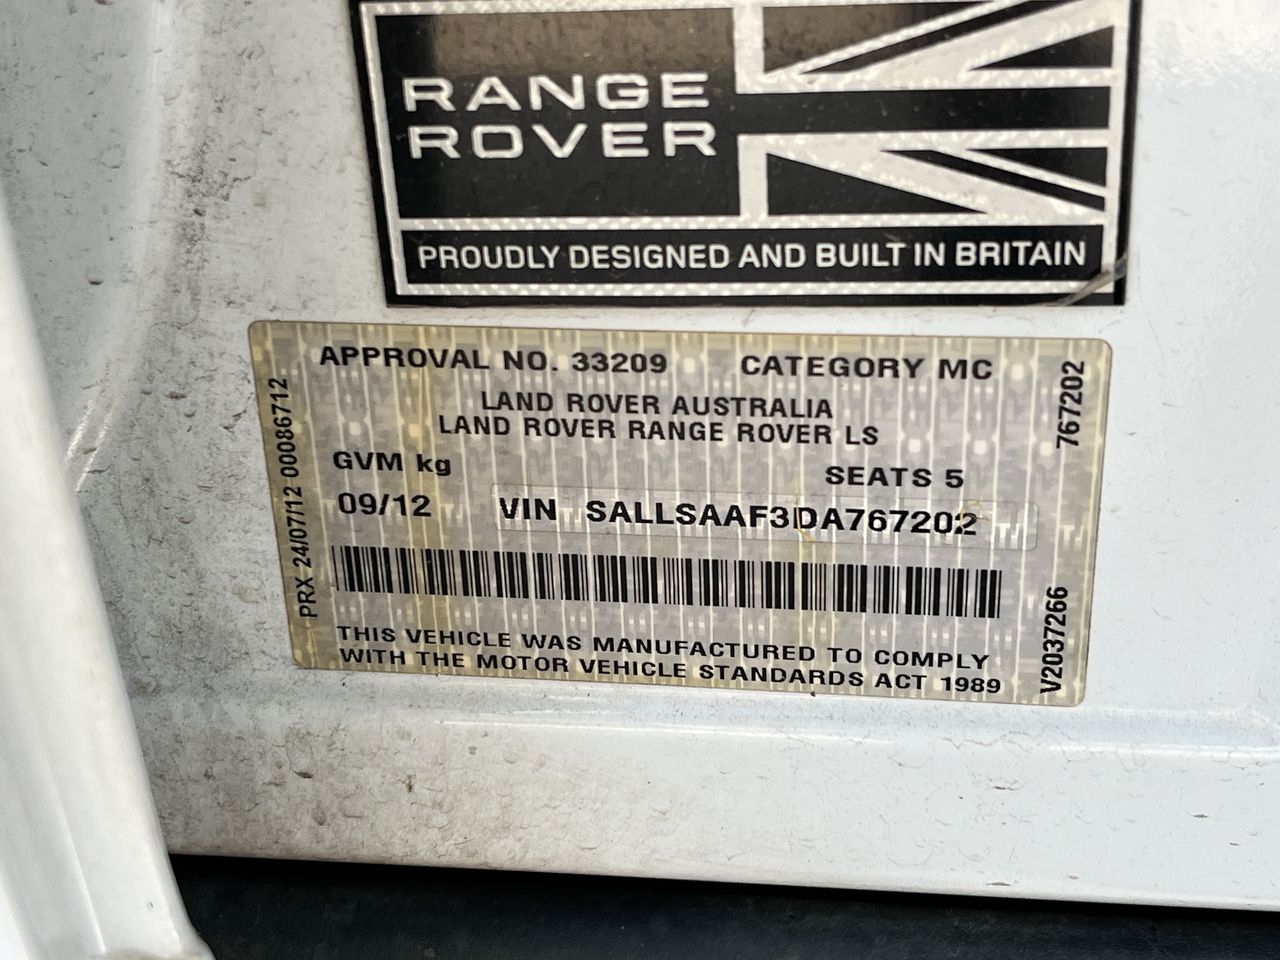 RANGE
ROVER
PROUDLY DESIGNED AND BUILT IN BRITAIN
APPROVAL NO. 33209 CATEGORY MC
LAND ROVER AUSTRALIA
LAND ROVER RANGE ROVER LS
GVM kg SEATS 5
09/12 VIN SALLSAAF3DA767202
THIS VEHICLE WAS MANUFACTURED TO COMPLY
WITH THE MOTOR VEHICLE STANDARDS ACT 1989
PRX 24/07/12 00086712
767202
V2037266